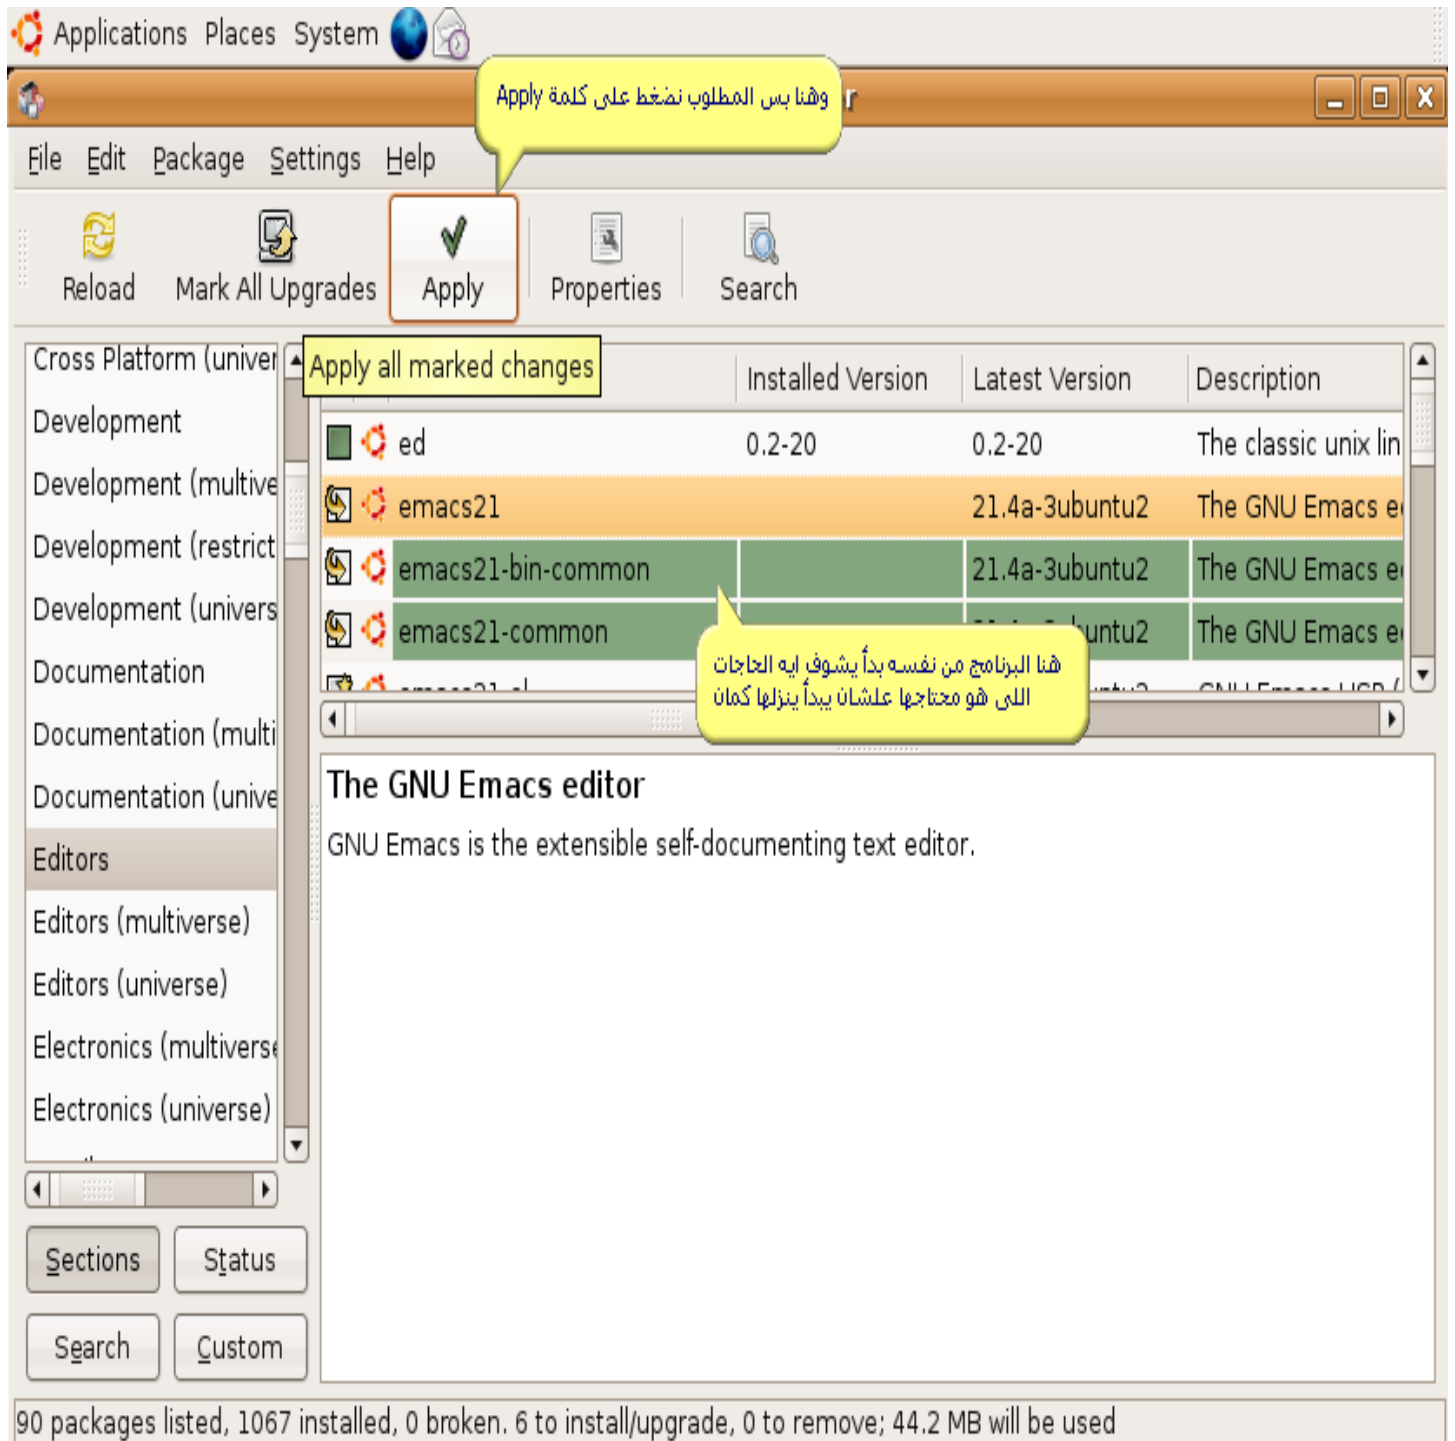 Applications Places System
وهنا بس المطلوب نضغط على كلمة Apply
File Edit Package Settings Help
Reload Mark All Upgrades Apply Properties Search
Apply all marked changes
Installed Version Latest Version Description
ed 0.2-20 0.2-20 The classic unix lin
emacs21 21.4a-3ubuntu2 The GNU Emacs e
emacs21-bin-common 21.4a-3ubuntu2 The GNU Emacs e
emacs21-common The GNU Emacs e
هنا البرنامج من نفسه بدأ يشوف ايه الحاجات
اللى هو محتاجها علشان يبدأ ينزلها كمان
Cross Platform (univer
Development
Development (multive
Development (restrict
Development (univers
Documentation
Documentation (multi
Documentation (unive
Editors
Editors (multiverse)
Editors (universe)
Electronics (multiverse
Electronics (universe)
The GNU Emacs editor
GNU Emacs is the extensible self-documenting text editor.
Sections Status
Search Custom
90 packages listed, 1067 installed, 0 broken. 6 to install/upgrade, 0 to remove; 44.2 MB will be used